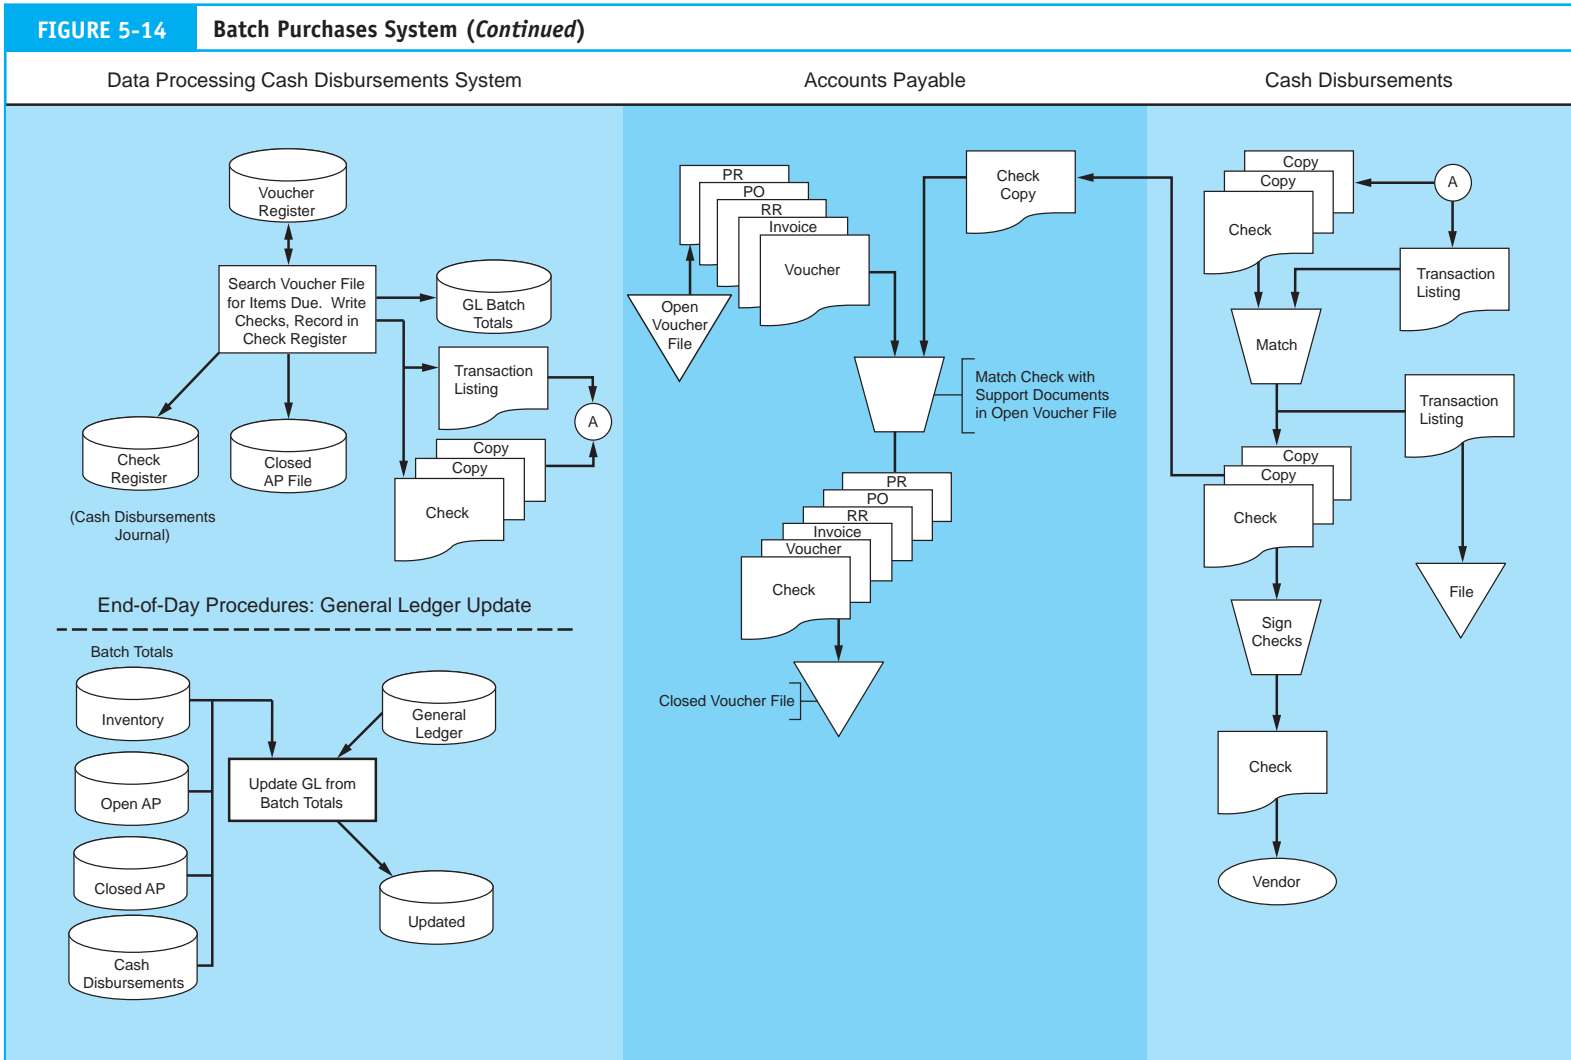 FIGURE 5-14 Batch Purchases System (Continued)
Data Processing Cash Disbursements System
Voucher
Register
Search Voucher File
for Items Due. Write
Checks, Record in
Check Register
GL Batch
Totals
Transaction
Listing
A
Check
Register
(Cash Disbursements
Journal)
Closed
AP File
Copy
Copy
Check
End-of-Day Procedures: General Ledger Update
Batch Totals
Inventory
Open AP
Closed AP
Cash
Disbursements
General
Ledger
Update GL from
Batch Totals
Updated
Accounts Payable
PR
PO
RR
Invoice
Voucher
Open
Voucher
File
Check
Copy
Match Check with
Support Documents
in Open Voucher File
PR
PO
RR
Invoice
Voucher
Check
Closed Voucher File
Cash Disbursements
Copy
Copy
Check
A
Transaction
Listing
Match
Transaction
Listing
Copy
Copy
Check
File
Sign
Checks
Check
Vendor